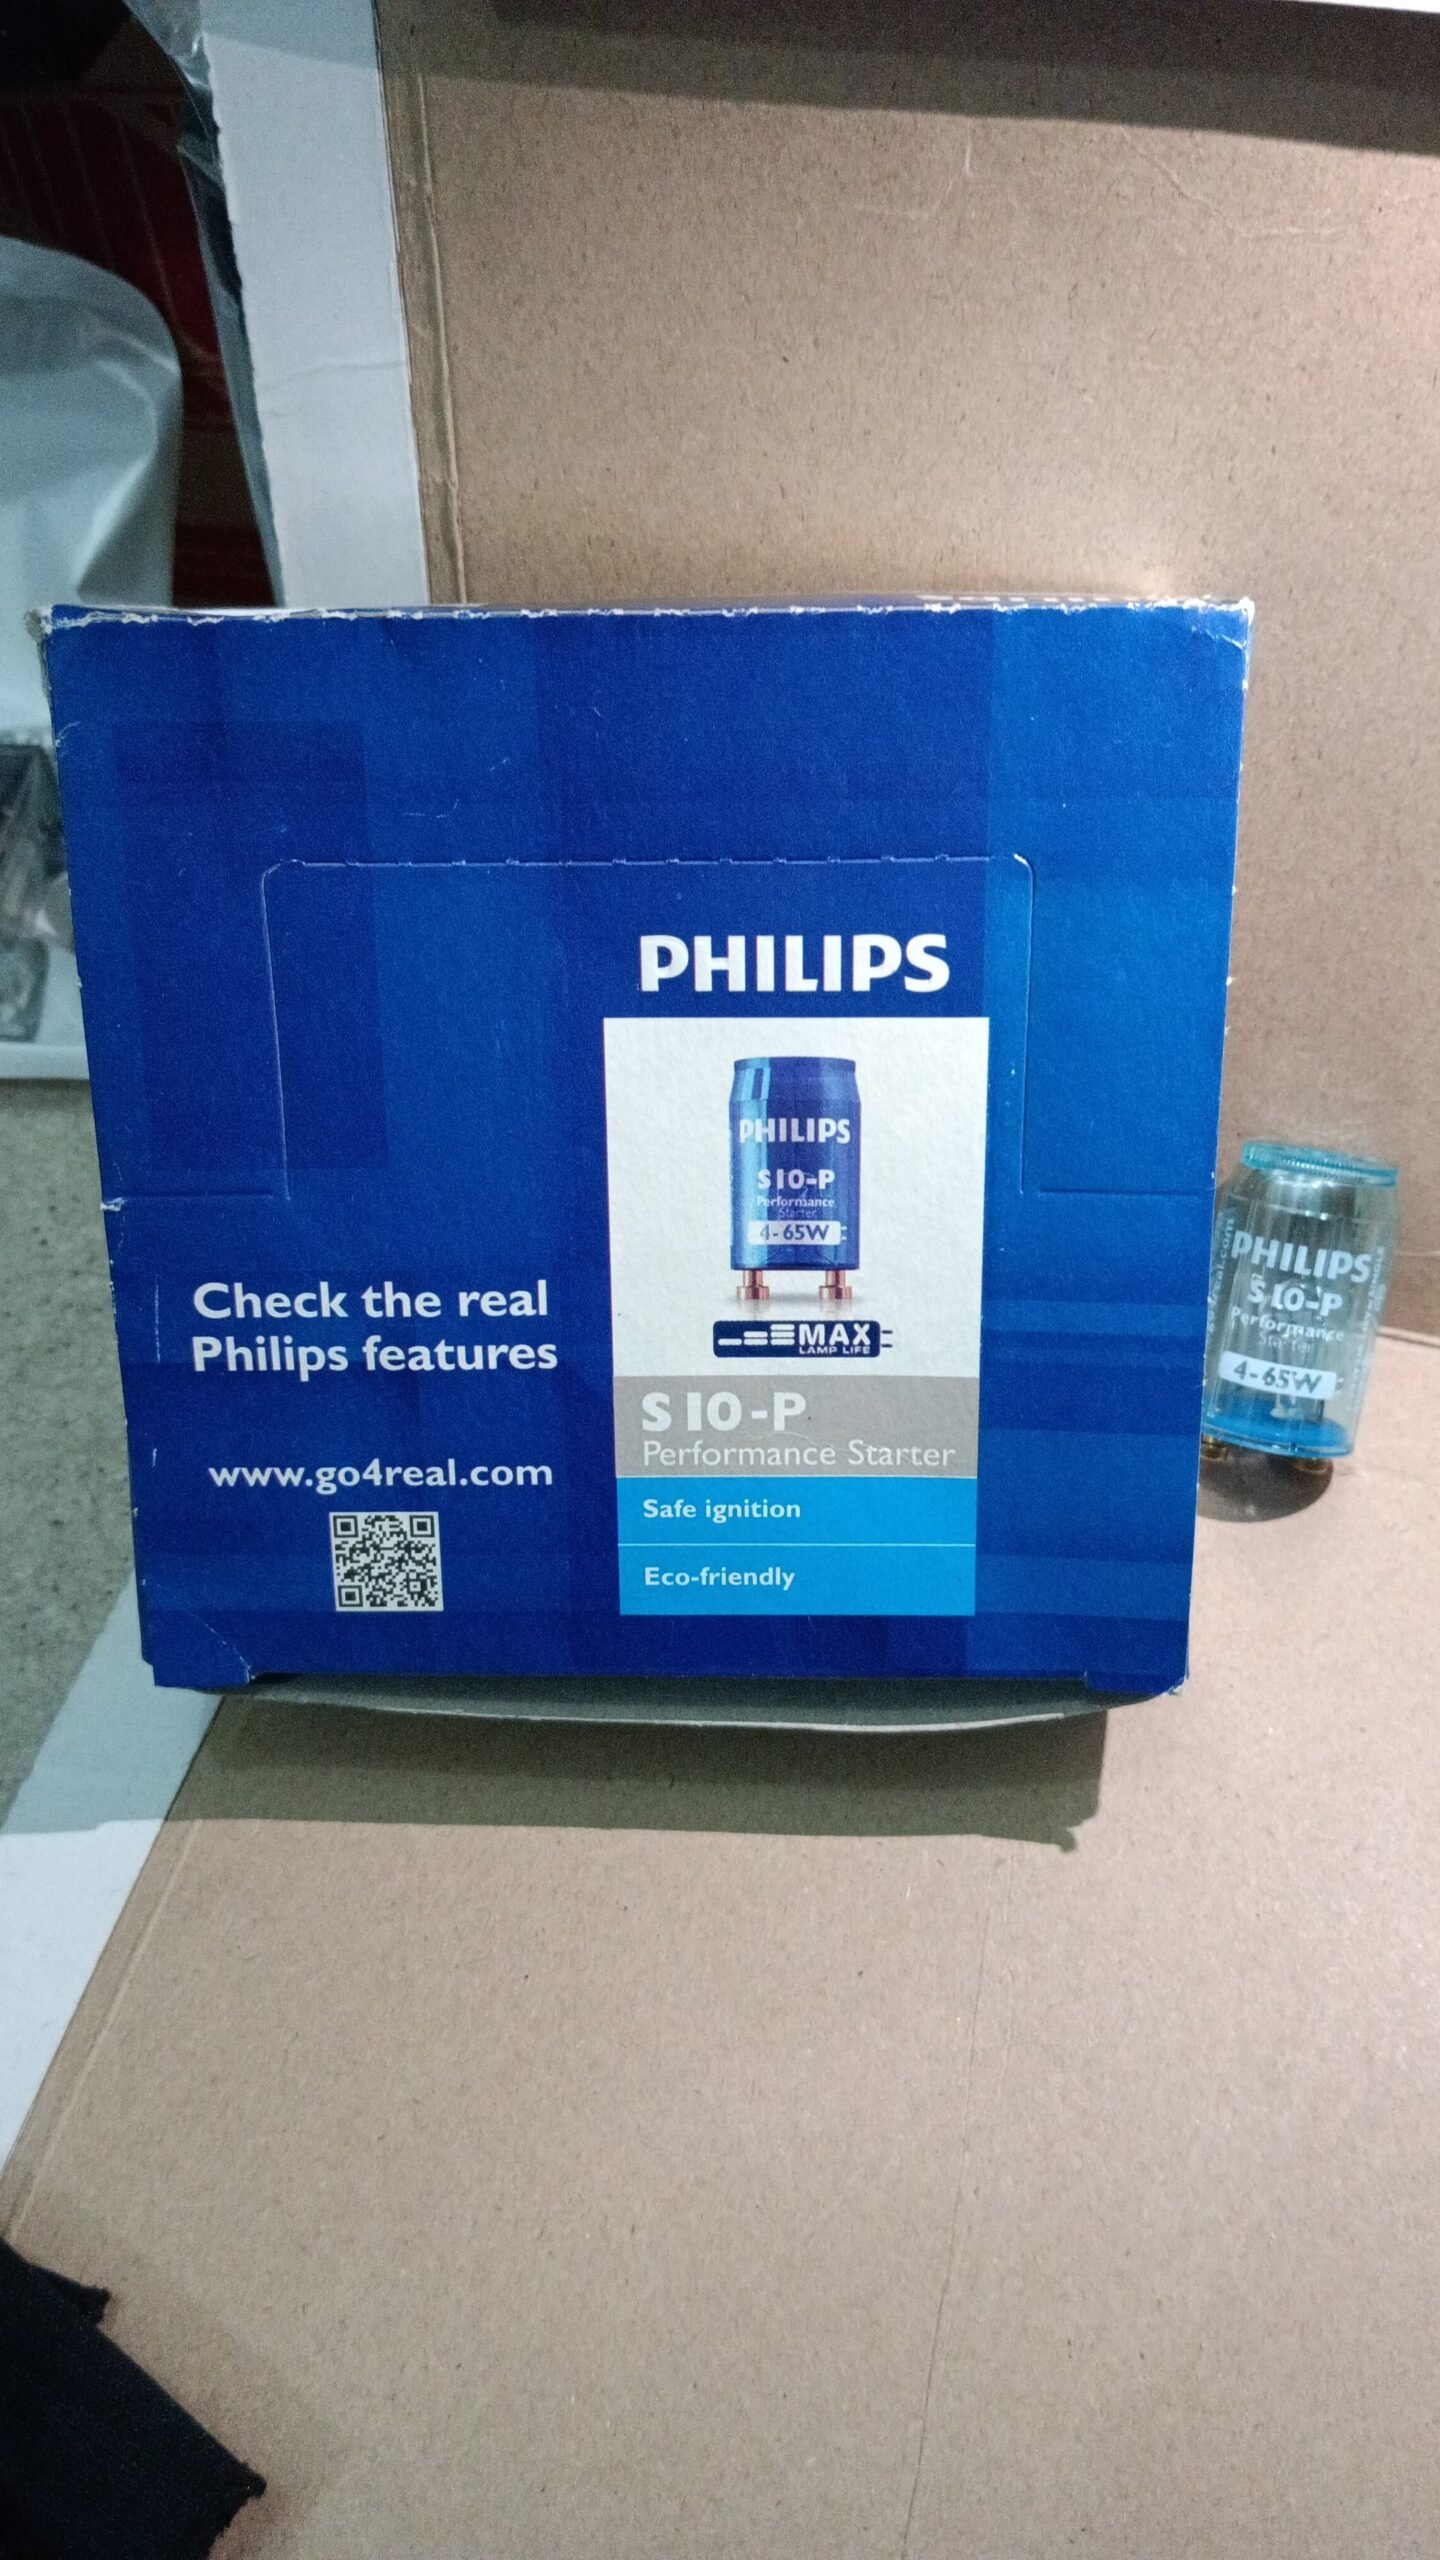 PHILIPS
PHILIPS
S10-P
Performance
Starter
4-65W
MAX
LAMP LIFE
S10-P
Performance Starter
Safe ignition
Eco-friendly
Check the real
Philips features
www.go4real.com
PHILIPS
S10-P
Performance
Starter
4-65W